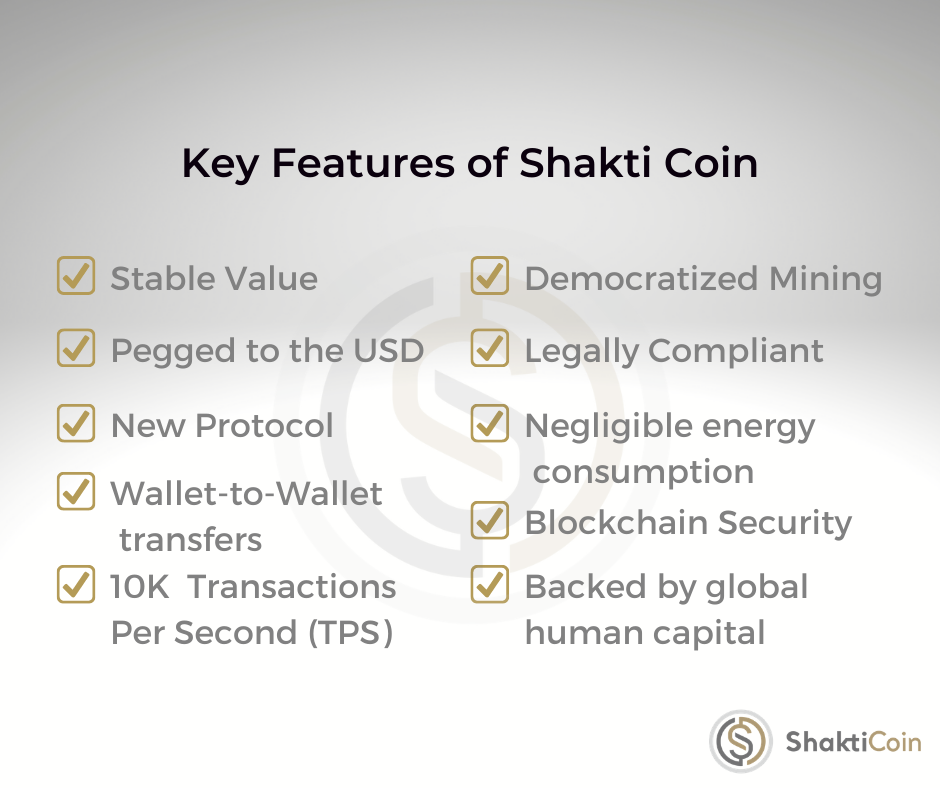 Key Features of Shakti Coin
Stable Value
Pegged to the USD
New Protocol
Wallet-to-Wallet
transfers
10K Transactions
Per Second (TPS)
Democratized Mining
Legally Compliant
Negligible energy
consumption
Blockchain Security
Backed by global
human capital
ShaktiCoin